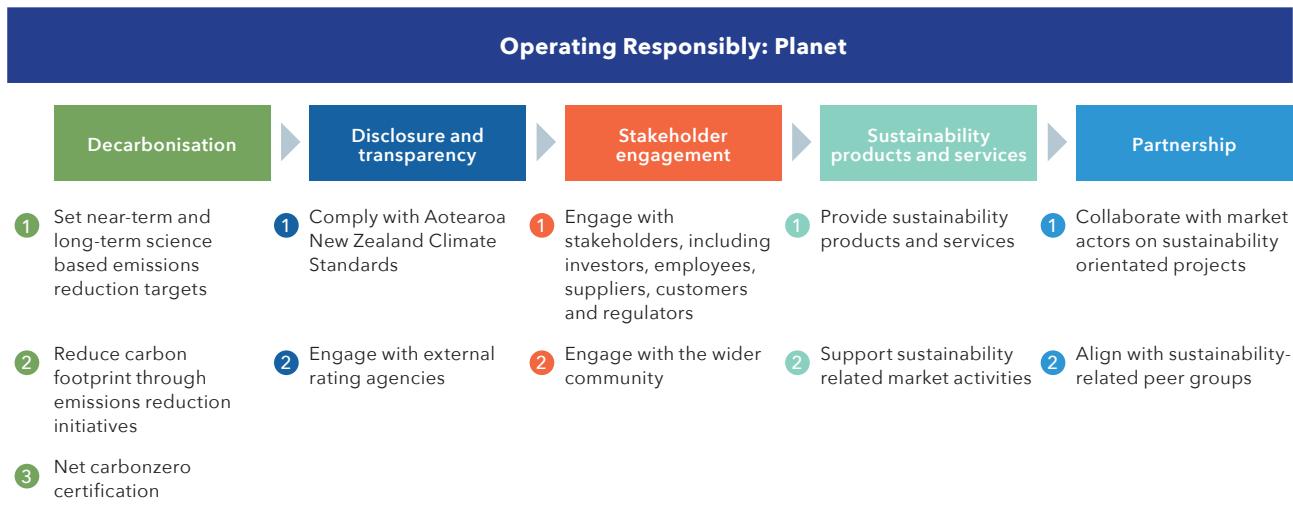 Operating Responsibly: Planet
Decarbonisation
Disclosure and
transparency
Stakeholder
engagement
Sustainability
products and services
Partnership
1
Set near-term and
long-term science
based emissions
reduction targets
2
Reduce carbon
footprint through
emissions reduction
initiatives
3
Net carbonzero
certification
1
Comply with Aotearoa
New Zealand Climate
Standards
2
Engage with external
rating agencies
1
Engage with
stakeholders, including
investors, employees,
suppliers, customers
and regulators
2
Engage with the wider
community
1
Provide sustainability
products and services
2
Support sustainability
related market activities
1
Collaborate with market
actors on sustainability
orientated projects
2
Align with sustainability-
related peer groups